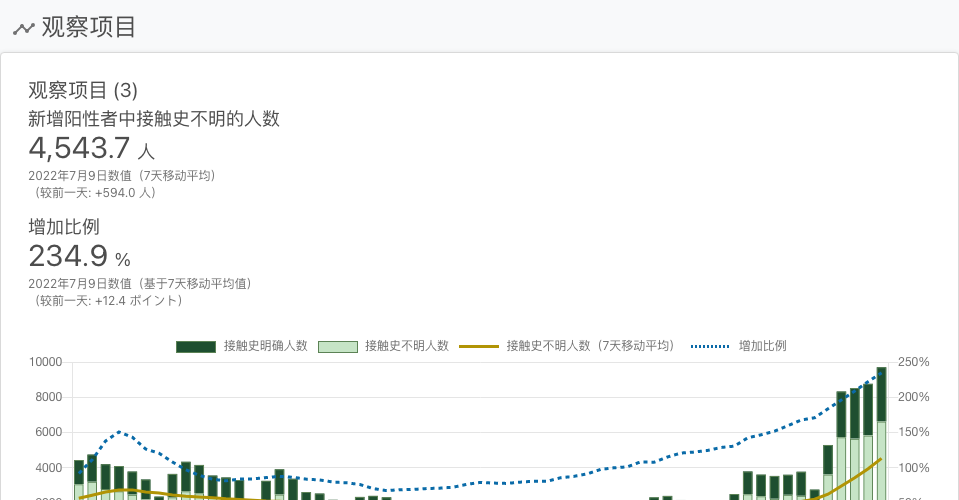 观察项目
观察项目 (3)
新增阳性者中接触史不明的人数
4,543.7 人
2022年7月9日数值（7天移动平均）
（较前一天: +594.0 人）
增加比例
234.9 %
2022年7月9日数值（基于7天移动平均值）
（较前一天: +12.4 ポイント）
接触史明确人数 接触史不明人数 接触史不明人数（7天移动平均） 增加比例
10000 250%
8000 200%
6000 150%
4000 100%